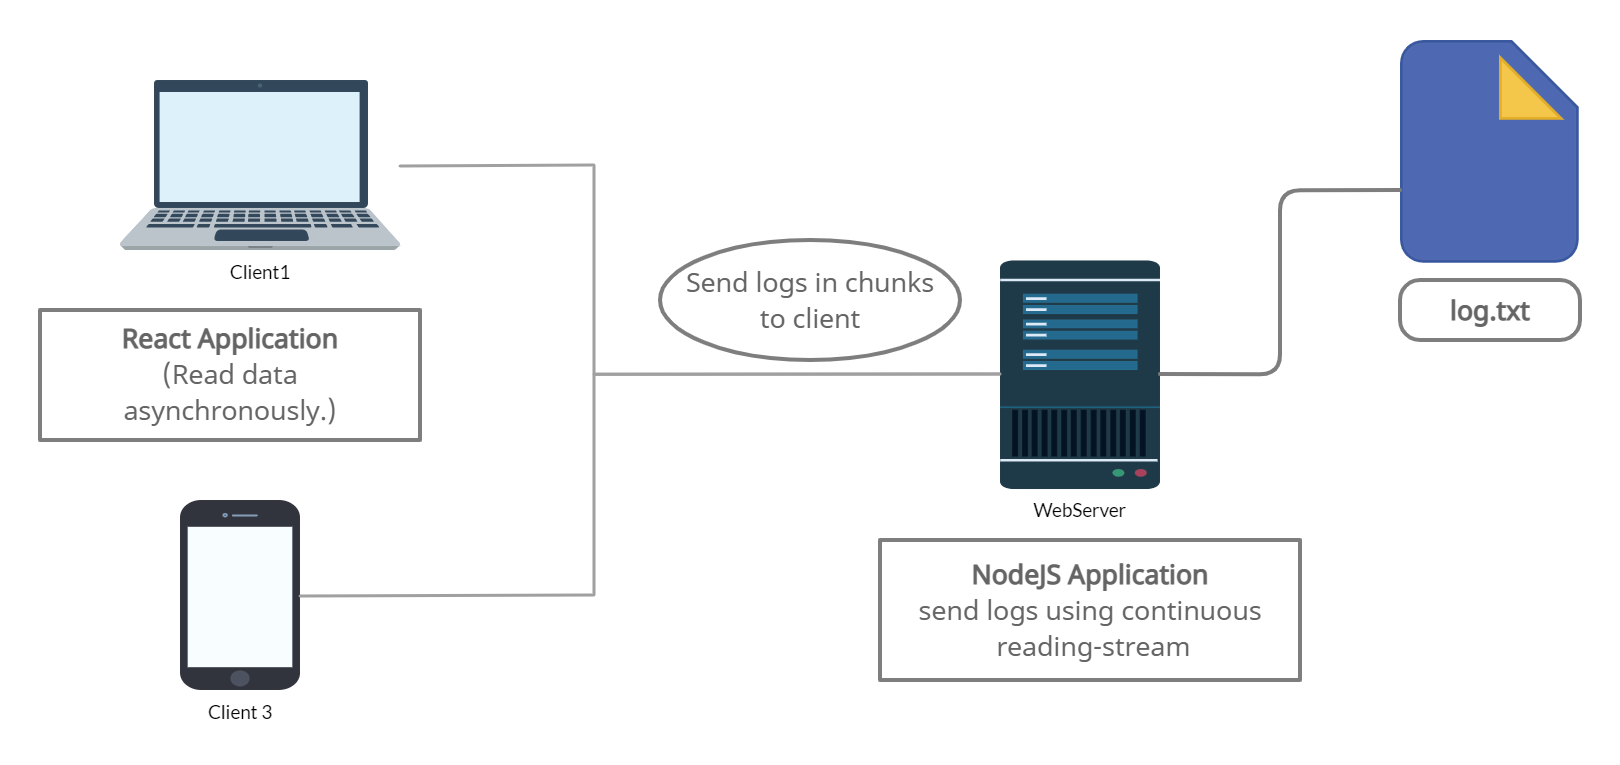 Client1
React Application
(Read data
asynchronously.)
Client 3
Send logs in chunks
to client
WebServer
NodeJS Application
send logs using continuous
reading-stream
log.txt